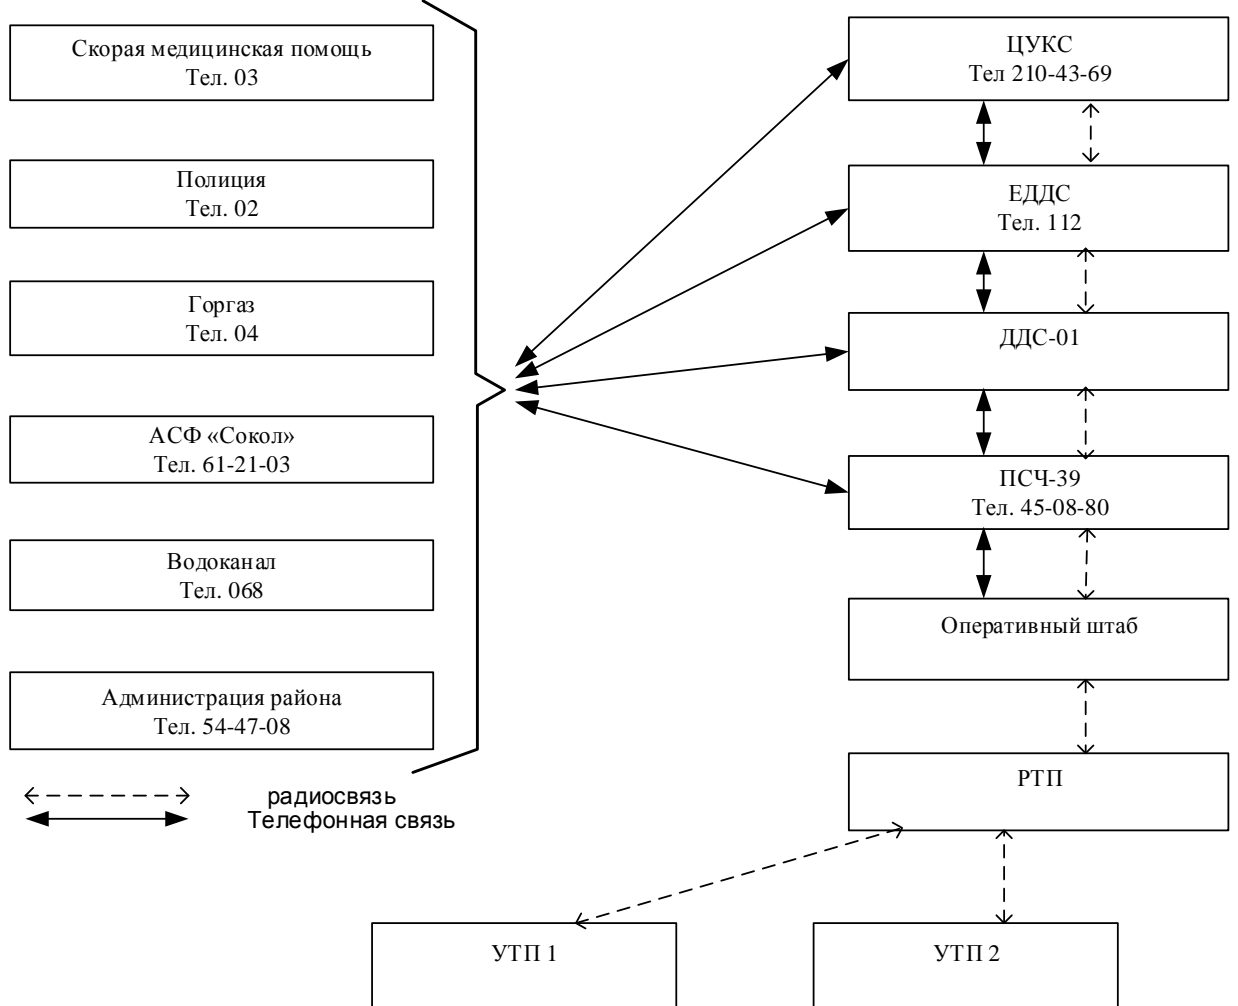 Скорая медицинская помощь
Тел. 03
Полиция
Тел. 02
Горгаз
Тел. 04
АСФ «Сокол»
Тел. 61-21-03
Водоканал
Тел. 068
Администрация района
Тел. 54-47-08
радиосвязь
Телефонная связь
ЦУКС
Тел 210-43-69
ЕДДС
Тел. 112
ДДС-01
ПСЧ-39
Тел. 45-08-80
Оперативный штаб
РТП
УТП 1
УТП 2